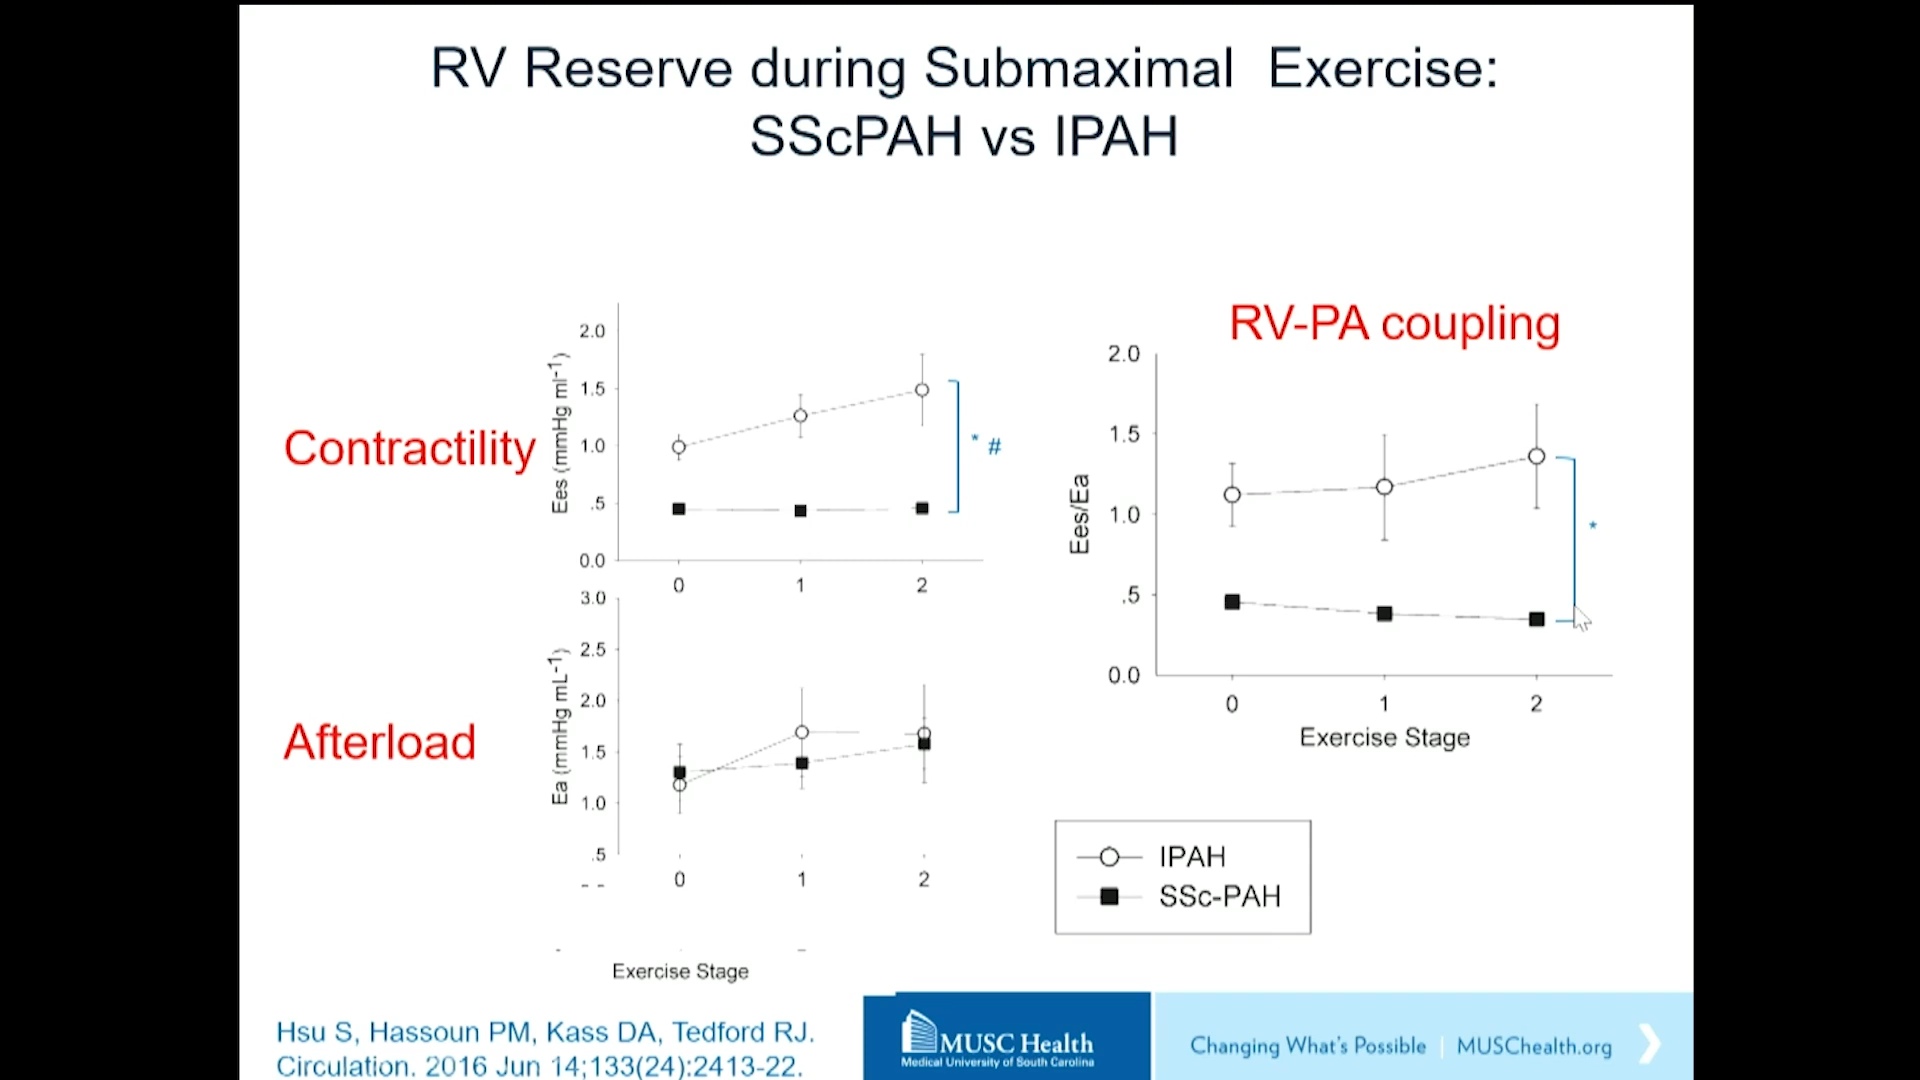 RV Reserve during Submaximal Exercise:
SScPAH vs IPAH
Contractility
Ees (mmHg ml-1)
2.0
1.5
1.0
.5
0.0
0 1 2
* #
Afterload
Ea (mmHg mL-1)
3.0
2.5
2.0
1.5
1.0
.5
0 1 2
Exercise Stage
RV-PA coupling
Ees/Ea
2.0
1.5
1.0
.5
0.0
0 1 2
*
Exercise Stage
IPAH
SSc-PAH
Hsu S, Hassoun PM, Kass DA, Tedford RJ.
Circulation. 2016 Jun 14;133(24):2413-22.
MUSC Health
Medical University of South Carolina
Changing What's Possible | MUSChealth.org